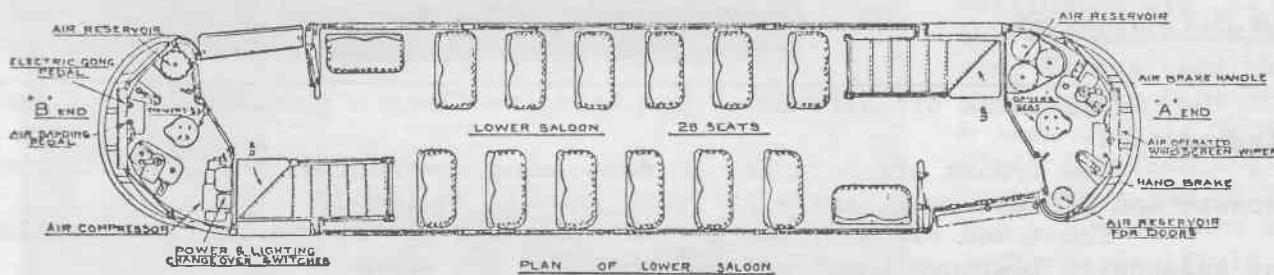 AIR RESERVOIR
ELECTRIC GONG
PEDAL
"B" END
AIR SANDING
PEDAL
AIR COMPRESSOR
POWER & LIGHTING
CHANGEOVER SWITCHES
LOWER SALOON 28 SEATS
PLAN OF LOWER SALOON
AIR RESERVOIR
AIR BRAKE HANDLE
"A" END
DRIVER'S
SEAT
AIR OPERATED
WINDSCREEN WIPER
HAND BRAKE
AIR RESERVOIR
FOR DOORS